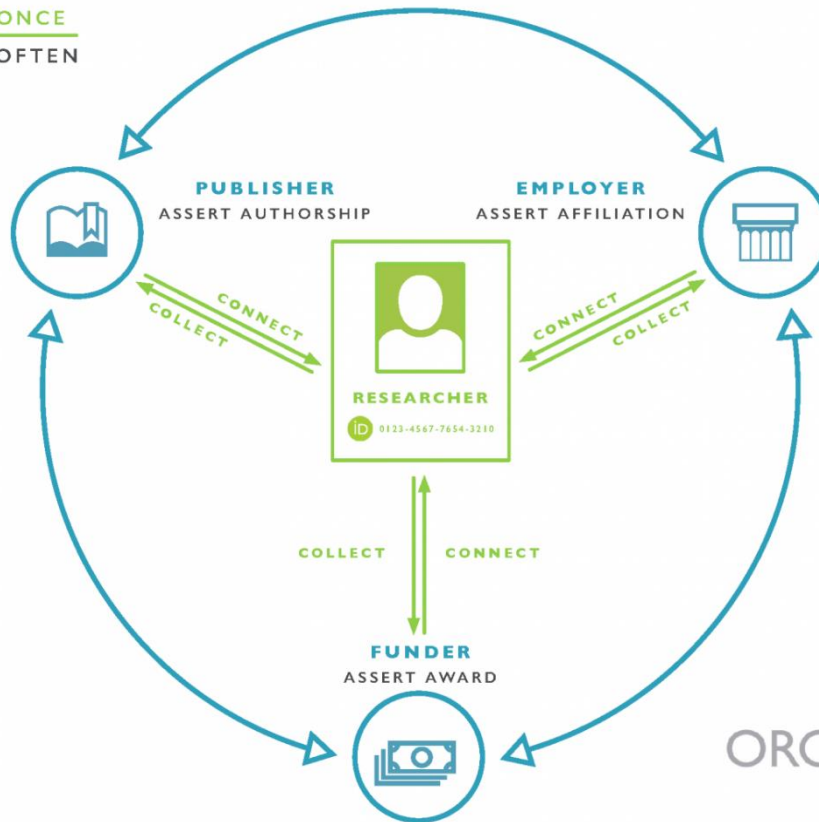 ONCE
OFTEN
PUBLISHER
ASSERT AUTHORSHIP
EMPLOYER
ASSERT AFFILIATION
CONNECT
COLLECT
CONNECT
COLLECT
RESEARCHER
iD 0123-4567-7654-3210
COLLECT
CONNECT
FUNDER
ASSERT AWARD
ORC